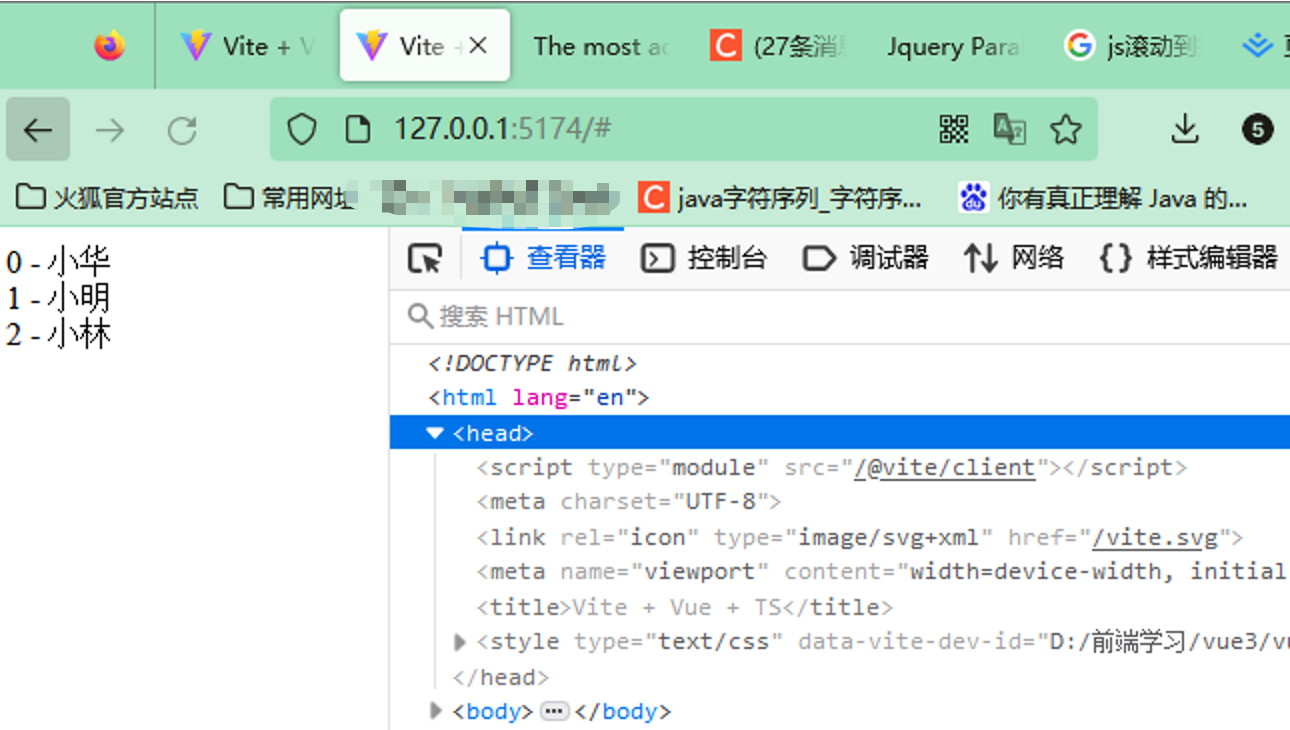 Vite + V
Vite +
The most ac
(27条消息
Jquery Para
js滚动到
127.0.0.1:5174/#
5
火狐官方站点
常用网址
java字符序列_字符序...
你有真正理解 Java 的...
0 - 小华
1 - 小明
2 - 小林
查看器
控制台
调试器
网络
{} 样式编辑器
搜索 HTML
<!DOCTYPE html>
<html lang="en">
<head>
<script type="module" src="/@vite/client"></script>
<meta charset="UTF-8">
<link rel="icon" type="image/svg+xml" href="/vite.svg">
<meta name="viewport" content="width=device-width, initial
<title>Vite + Vue + TS</title>
<style type="text/css" data-vite-dev-id="D:/前端学习/vue3/vu
</head>
<body> ... </body>